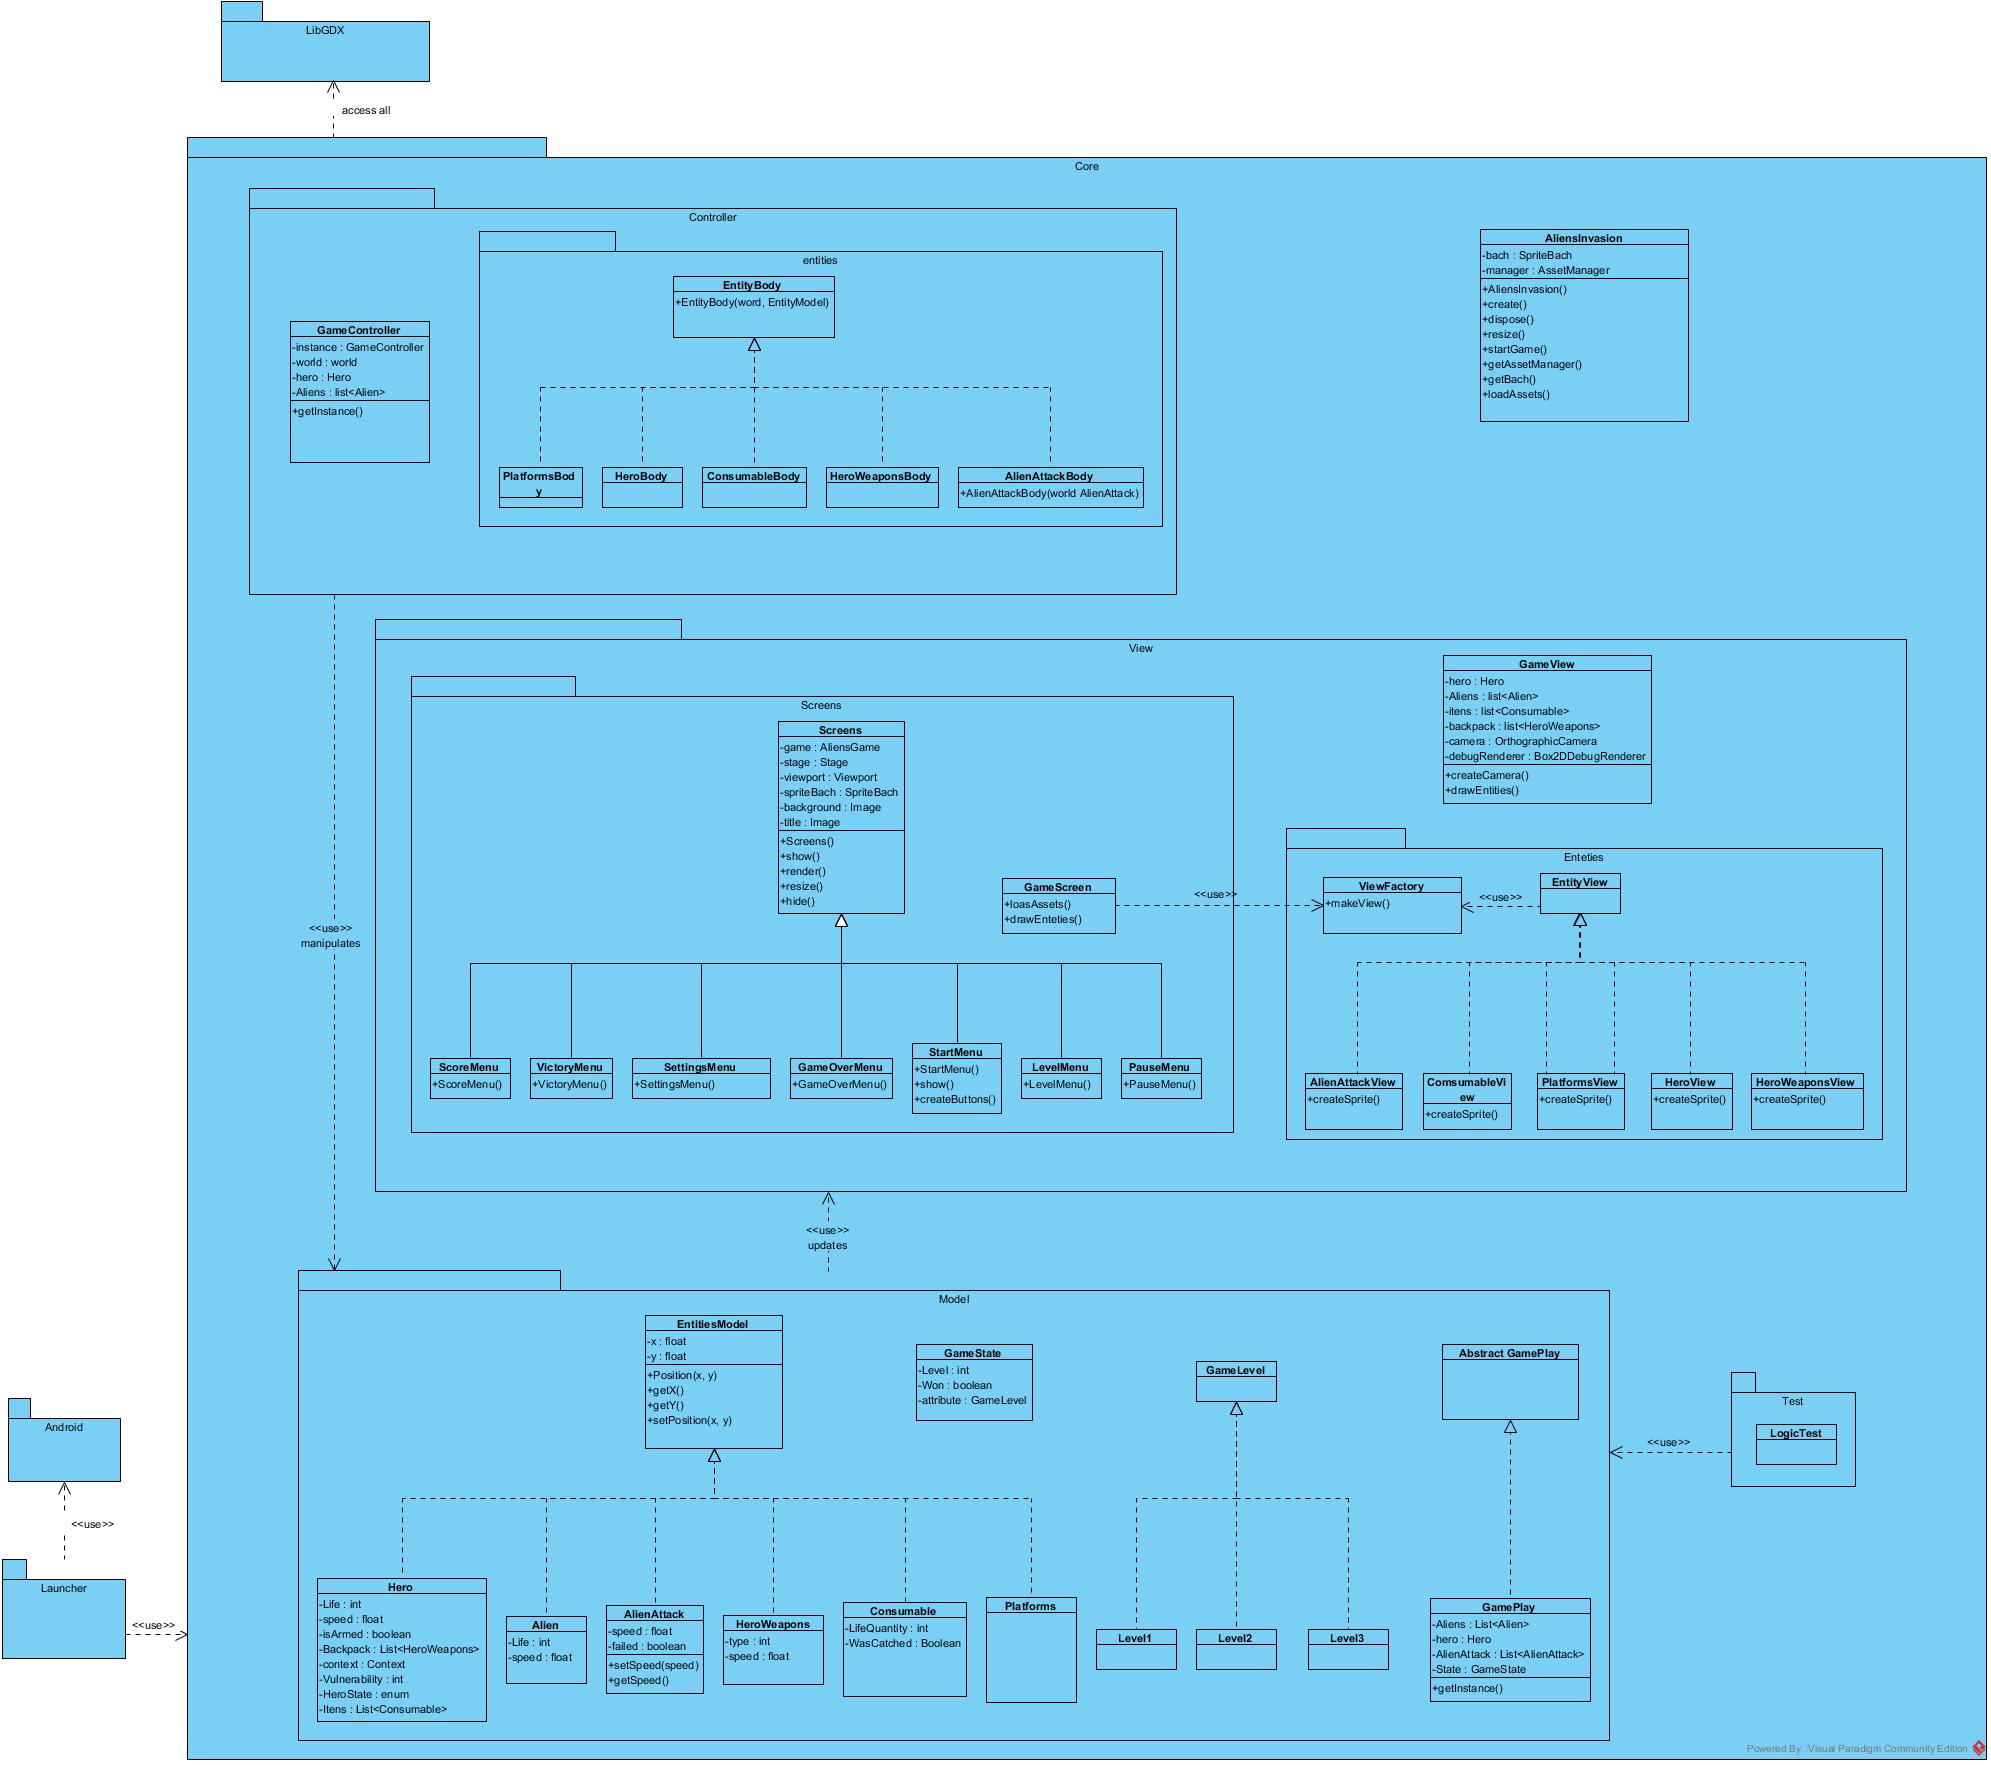 LibGDX
access all
Core
Controller
entities
EntityBody
+EntityBody(word, EntityModel)
GameController
-instance : GameController
-world : world
-hero : Hero
-Aliens : list<Alien>
+getInstance()
PlatformsBod
y
HeroBody
ConsumableBody
HeroWeaponsBody
AlienAttackBody
+AlienAttackBody(world AlienAttack)
AliensInvasion
-bach : SpriteBach
-manager : AssetManager
+AliensInvasion()
+create()
+dispose()
+resize()
+startGame()
+getAssetManager()
+getBach()
+loadAssets()
<<use>>
manipulates
View
Screens
Screens
-game : AliensGame
-stage : Stage
-viewport : Viewport
-spriteBach : SpriteBach
-background : Image
-title : Image
+Screens()
+show()
+render()
+resize()
+hide()
GameScreen
+loasAssets()
+drawEnteties()
ScoreMenu
+ScoreMenu()
VictoryMenu
+VictoryMenu()
SettingsMenu
+SettingsMenu()
GameOverMenu
+GameOverMenu()
StartMenu
+StartMenu()
+show()
+createButtons()
LevelMenu
+LevelMenu()
PauseMenu
+PauseMenu()
GameView
-hero : Hero
-Aliens : list<Alien>
-itens : list<Consumable>
-backpack : list<HeroWeapons>
-camera : OrthographicCamera
-debugRenderer : Box2DDebugRenderer
+createCamera()
+drawEntities()
<<use>>
Enteties
ViewFactory
+makeView()
<<use>>
EntityView
AlienAttackView
+createSprite()
ComsumableVi
ew
+createSprite()
PlatformsView
+createSprite()
HeroView
+createSprite()
HeroWeaponsView
+createSprite()
<<use>>
updates
Model
EntitiesModel
-x : float
-y : float
+Position(x, y)
+getX()
+getY()
+setPosition(x, y)
GameState
-Level : int
-Won : boolean
-attribute : GameLevel
GameLevel
Abstract GamePlay
Hero
-Life : int
-speed : float
-isArmed : boolean
-Backpack : List<HeroWeapons>
-context : Context
-Vulnerability : int
-HeroState : enum
-Itens : List<Consumable>
Alien
-Life : int
-speed : float
AlienAttack
-speed : float
-failed : boolean
+setSpeed(speed)
+getSpeed()
HeroWeapons
-type : int
-speed : float
Consumable
-LifeQuantity : int
-WasCatched : Boolean
Platforms
Level1
Level2
Level3
GamePlay
-Aliens : List<Alien>
-hero : Hero
-AlienAttack : List<AlienAttack>
-State : GameState
+getInstance()
<<use>>
Test
LogicTest
Android
<<use>>
Launcher
<<use>>
Powered By Visual Paradigm Community Edition